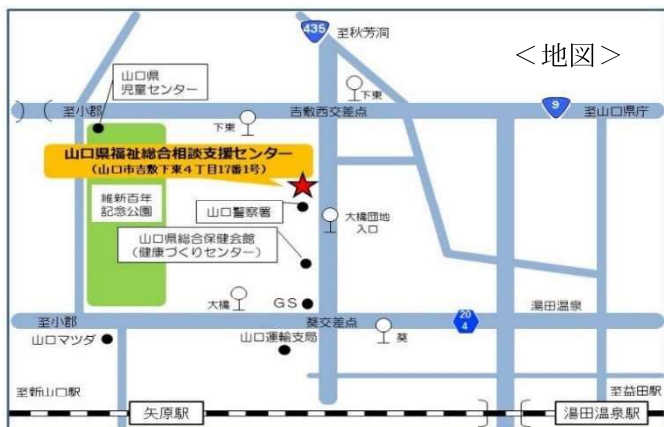 435
至秋芳洞
＜地図＞
山口県
児童センター
下東
9
至小郡
吉敷西交差点
至山口県庁
下東
山口県福祉総合相談支援センター
（山口市吉敷下東４丁目17番1号）
維新百年
記念公園
山口警察署
大橋団地
入口
山口県総合保健会館
（健康づくりセンター）
大橋
ＧＳ
20
4
湯田温泉
至小郡
葵交差点
山口マツダ
山口運輸支局
葵
至新山口駅
至益田駅
矢原駅
湯田温泉駅